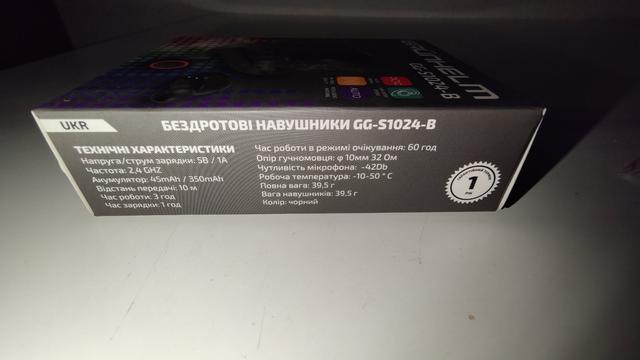 GG-S1024-B
UKR
БЕЗДРОТОВІ НАВУШНИКИ GG-S1024-B
ТЕХНІЧНІ ХАРАКТЕРИСТИКИ
Напруга/струм зарядки: 5В / 1А
Частота: 2,4 GHZ
Акумулятор: 45mAh / 350mAh
Відстань передачі: 10 м
Час роботи: 3 год
Час зарядки: 1 год
Час роботи в режимі очікування: 60 год
Опір гучномовця: φ 10мм 32 Ом
Чутливість мікрофона: -42Db
Робоча температура: -10-50 ° C
Повна вага: 39,5 г
Вага навушників: 39,5 г
Колір: чорний
1